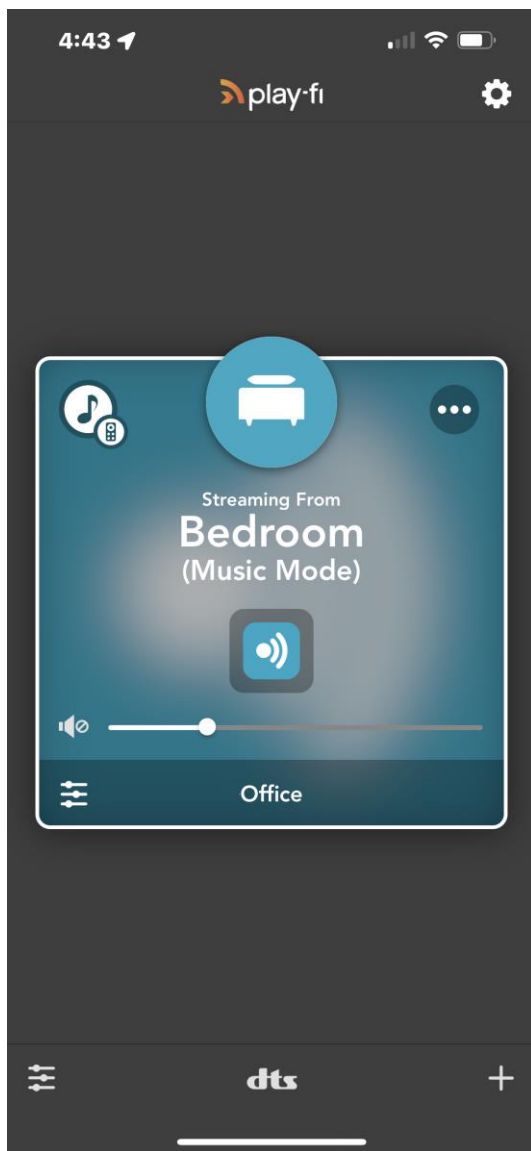 4:43
play-fi
Streaming From
Bedroom
(Music Mode)
Office
dts